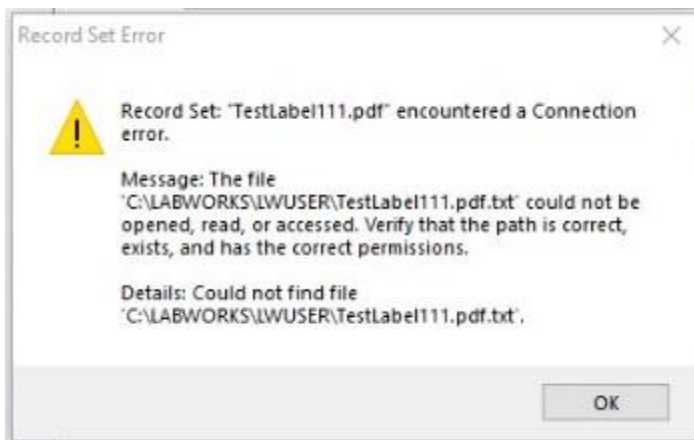 Record Set Error
Record Set: "TestLabel111.pdf" encountered a Connection
error.
Message: The file
'C:\LABWORKS\LWUSER\TestLabel111.pdf.txt' could not be
opened, read, or accessed. Verify that the path is correct,
exists, and has the correct permissions.
Details: Could not find file
'C:\LABWORKS\LWUSER\TestLabel111.pdf.txt'.
OK